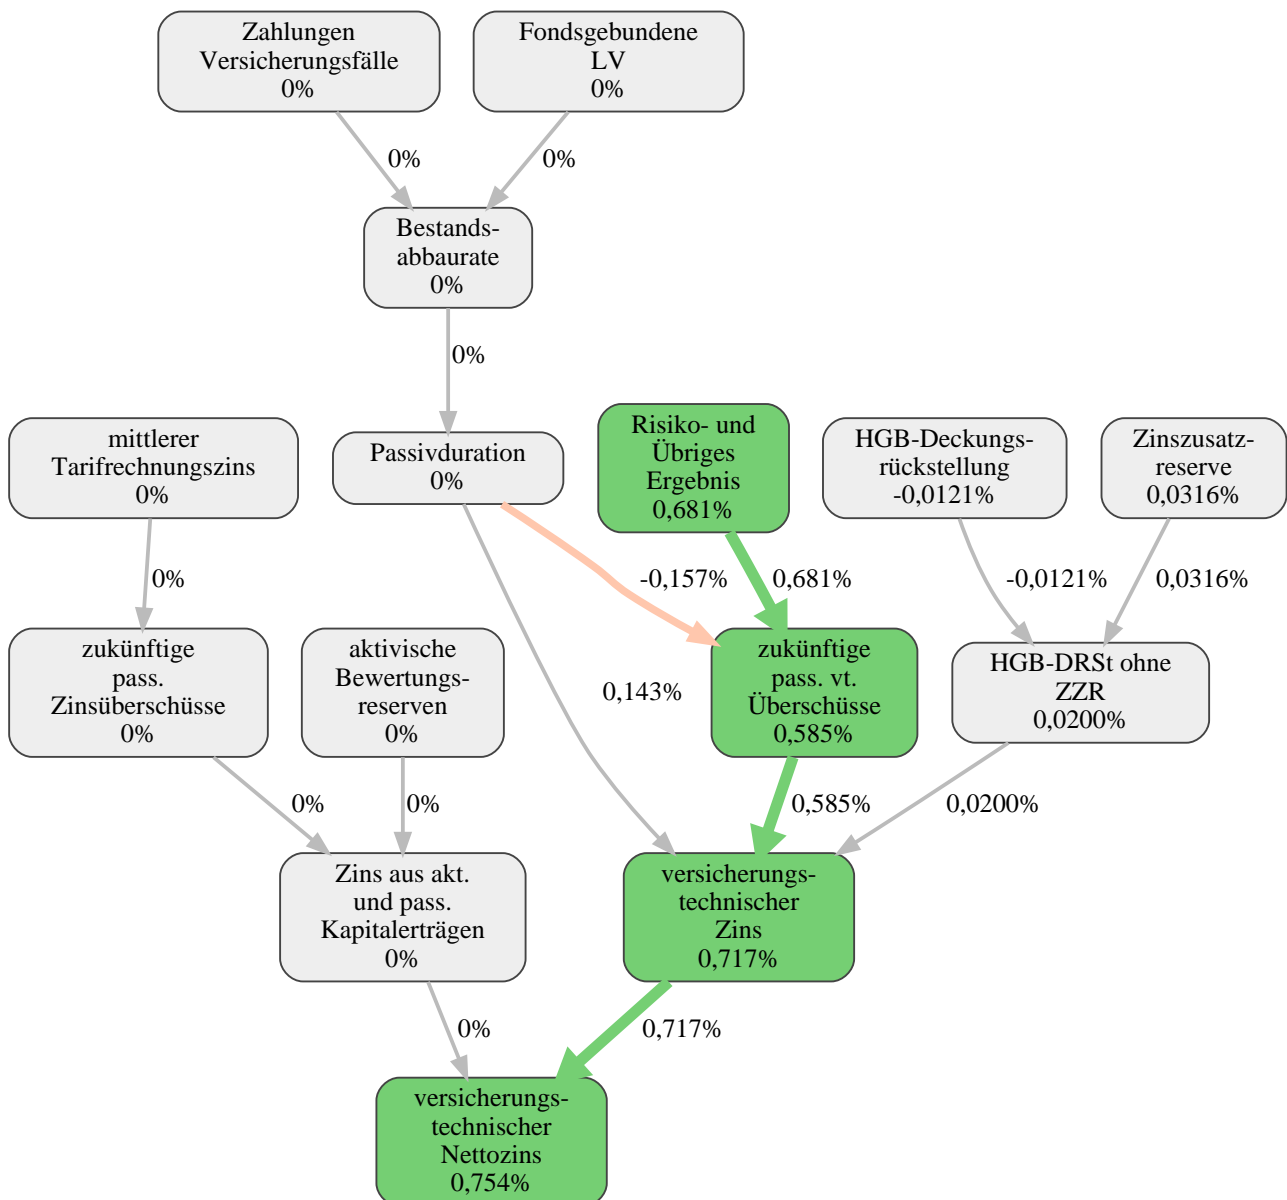 Zahlungen
Versicherungsfälle
0%
Fondsgebundene
LV
0%
0%
0%
Bestands-
abbaurate
0%
0%
mittlerer
Tarifrechnungszins
0%
Passivduration
0%
Risiko- und
Übriges
Ergebnis
0,681%
HGB-Deckungs-
rückstellung
-0,0121%
Zinszusatz-
reserve
0,0316%
0%
-0,157%
0,681%
-0,0121%
0,0316%
zukünftige
pass.
Zinsüberschüsse
0%
aktivische
Bewertungs-
reserven
0%
0,143%
zukünftige
pass. vt.
Überschüsse
0,585%
HGB-DRSt ohne
ZZR
0,0200%
0%
0%
0,585%
0,0200%
Zins aus akt.
und pass.
Kapitalerträgen
0%
versicherungs-
technischer
Zins
0,717%
0%
0,717%
versicherungs-
technischer
Nettozins
0,754%